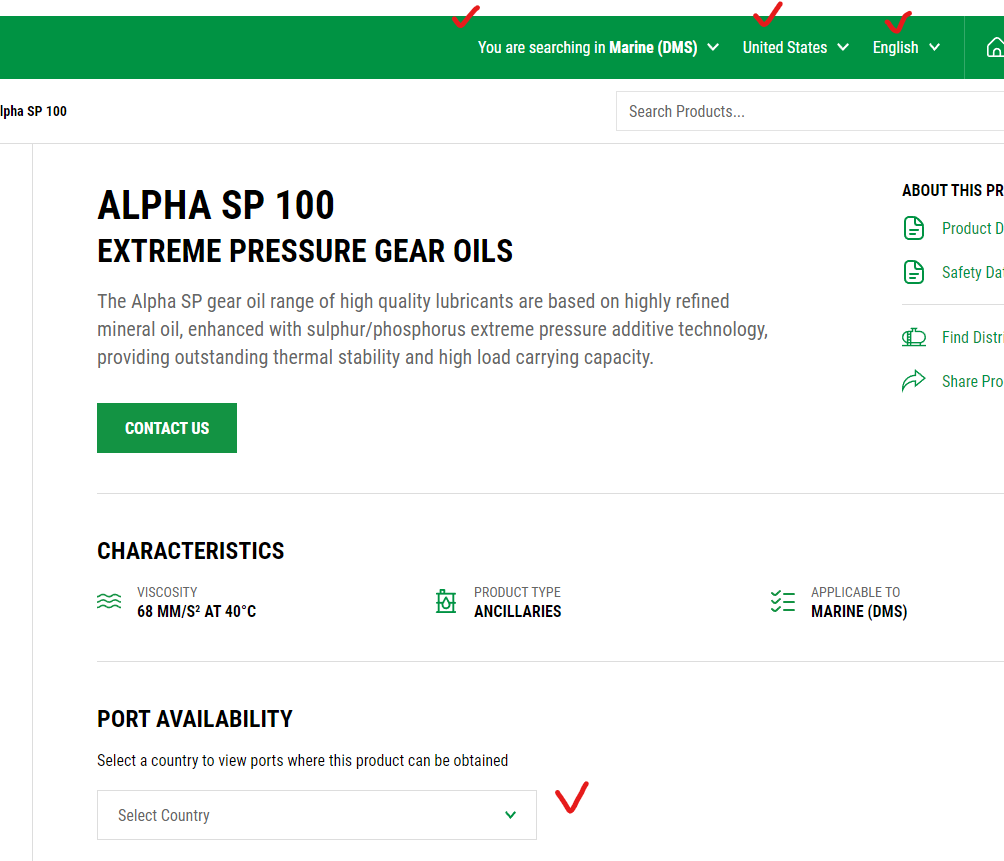 You are searching in Marine (DMS) United States English
lpha SP 100
Search Products...
ALPHA SP 100
EXTREME PRESSURE GEAR OILS
The Alpha SP gear oil range of high quality lubricants are based on highly refined
mineral oil, enhanced with sulphur/phosphorus extreme pressure additive technology,
providing outstanding thermal stability and high load carrying capacity.
CONTACT US
ABOUT THIS PR
Product D
Safety Da
Find Distr
Share Pro
CHARACTERISTICS
VISCOSITY
68 MM/S² AT 40°C
PRODUCT TYPE
ANCILLARIES
APPLICABLE TO
MARINE (DMS)
PORT AVAILABILITY
Select a country to view ports where this product can be obtained
Select Country